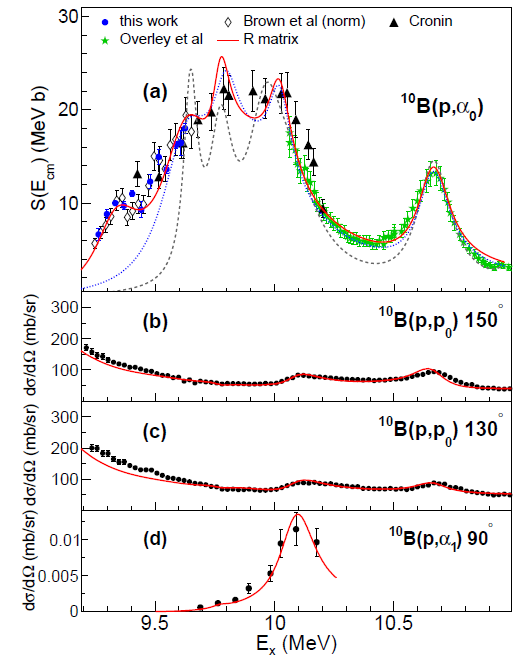 this work
Brown et al (norm)
Cronin
Overley et al
R matrix
30
20
10
S(E_cm) (MeV b)
(a)
¹⁰B(p,α₀)
300
200
100
dσ/dΩ (mb/sr)
(b)
¹⁰B(p,p₀) 150°
300
200
100
dσ/dΩ (mb/sr)
(c)
¹⁰B(p,p₀) 130°
0.01
0.005
0
dσ/dΩ (mb/sr)
(d)
¹⁰B(p,α₁) 90°
9.5
10
10.5
Eₓ (MeV)